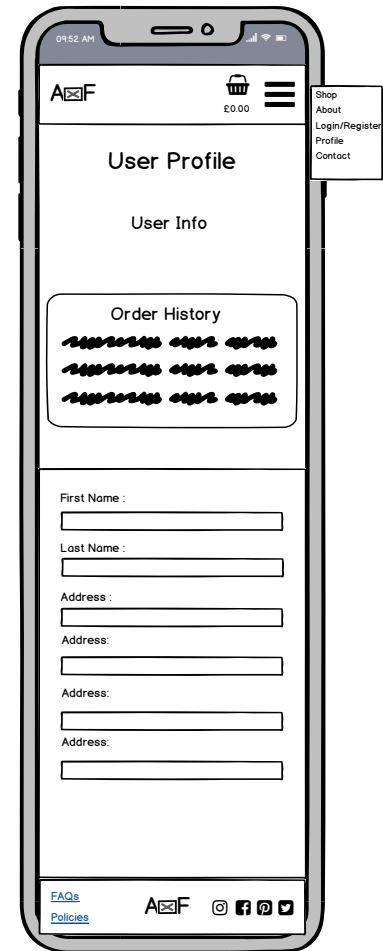 09:52 AM
A F
£0.00
Shop
About
Login/Register
Profile
Contact
User Profile
User Info
Order History
First Name :
Last Name :
Address :
Address:
Address:
Address:
FAQs
Policies
A F